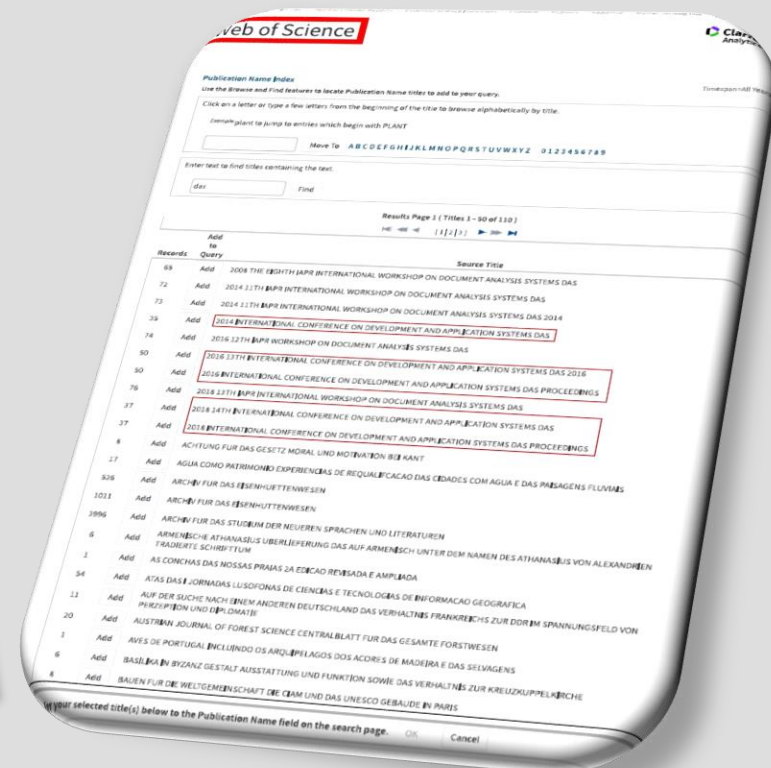 Web of Science
Clar
Analyt
Publication Name Index
Use the Browse and Find features to locate Publication Name titles to add to your query.
Timespan=All Years
Click on a letter or type a few letters from the beginning of the title to browse alphabetically by title.
Example: plant to jump to entries which begin with PLANT
Move To A B C D E F G H I J K L M N O P Q R S T U V W X Y Z 0 1 2 3 4 5 6 7 8 9
Enter text to find titles containing the text.
das Find
Results Page 1 ( Titles 1 – 50 of 110 )
[ 1 | 2 | 3 ]
Records Add to Query Source Title
69 Add 2008 THE EIGHTH IAPR INTERNATIONAL WORKSHOP ON DOCUMENT ANALYSIS SYSTEMS DAS
72 Add 2014 11TH IAPR INTERNATIONAL WORKSHOP ON DOCUMENT ANALYSIS SYSTEMS DAS
73 Add 2014 11TH IAPR INTERNATIONAL WORKSHOP ON DOCUMENT ANALYSIS SYSTEMS DAS 2014
35 Add 2014 INTERNATIONAL CONFERENCE ON DEVELOPMENT AND APPLICATION SYSTEMS DAS
74 Add 2016 12TH IAPR WORKSHOP ON DOCUMENT ANALYSIS SYSTEMS DAS
50 Add 2016 13TH INTERNATIONAL CONFERENCE ON DEVELOPMENT AND APPLICATION SYSTEMS DAS 2016
50 Add 2016 INTERNATIONAL CONFERENCE ON DEVELOPMENT AND APPLICATION SYSTEMS DAS PROCEEDINGS
76 Add 2018 13TH IAPR INTERNATIONAL WORKSHOP ON DOCUMENT ANALYSIS SYSTEMS DAS
37 Add 2018 14TH INTERNATIONAL CONFERENCE ON DEVELOPMENT AND APPLICATION SYSTEMS DAS
37 Add 2018 INTERNATIONAL CONFERENCE ON DEVELOPMENT AND APPLICATION SYSTEMS DAS PROCEEDINGS
6 Add ACHTUNG FUR DAS GESETZ MORAL UND MOTIVATION BEI KANT
17 Add AGUA COMO PATRIMONIO EXPERIENCIAS DE REQUALIFCACAO DAS CIDADES COM AGUA E DAS PAISAGENS FLUVIAIS
526 Add ARCHIV FUR DAS EISENHUETTENWESEN
1011 Add ARCHIV FUR DAS EISENHUTTENWESEN
3996 Add ARCHIV FUR DAS STUDIUM DER NEUEREN SPRACHEN UND LITERATUREN
6 Add ARMENISCHE ATHANASIUS UBERLIEFERUNG DAS AUF ARMENISCH UNTER DEM NAMEN DES ATHANASIUS VON ALEXANDRIEN
TRADIERTE SCHRIFTTUM
1 Add AS CONCHAS DAS NOSSAS PRAIAS 2A EDICAO REVISADA E AMPLIADA
54 Add ATAS DAS I JORNADAS LUSOFONAS DE CIENCIAS E TECNOLOGIAS DE INFORMACAO GEOGRAFICA
11 Add AUF DER SUCHE NACH EINEM ANDEREN DEUTSCHLAND DAS VERHALTNIS FRANKREICHS ZUR DDR IM SPANNUNGSFELD VON
PERZEPTION UND DIPLOMATIE
20 Add AUSTRIAN JOURNAL OF FOREST SCIENCE CENTRALBLATT FUR DAS GESAMTE FORSTWESEN
1 Add AVES DE PORTUGAL INCLUINDO OS ARQUIPELAGOS DOS ACORES DE MADEIRA E DAS SELVAGENS
6 Add BASILIKA IN BYZANZ GESTALT AUSSTATTUNG UND FUNKTION SOWIE DAS VERHALTNIS ZUR KREUZKUPPELKIRCHE
6 Add BAUEN FUR DIE WELTGEMEINSCHAFT DIE CIAM UND DAS UNESCO GEBAUDE IN PARIS
your selected title(s) below to the Publication Name field on the search page. OK Cancel